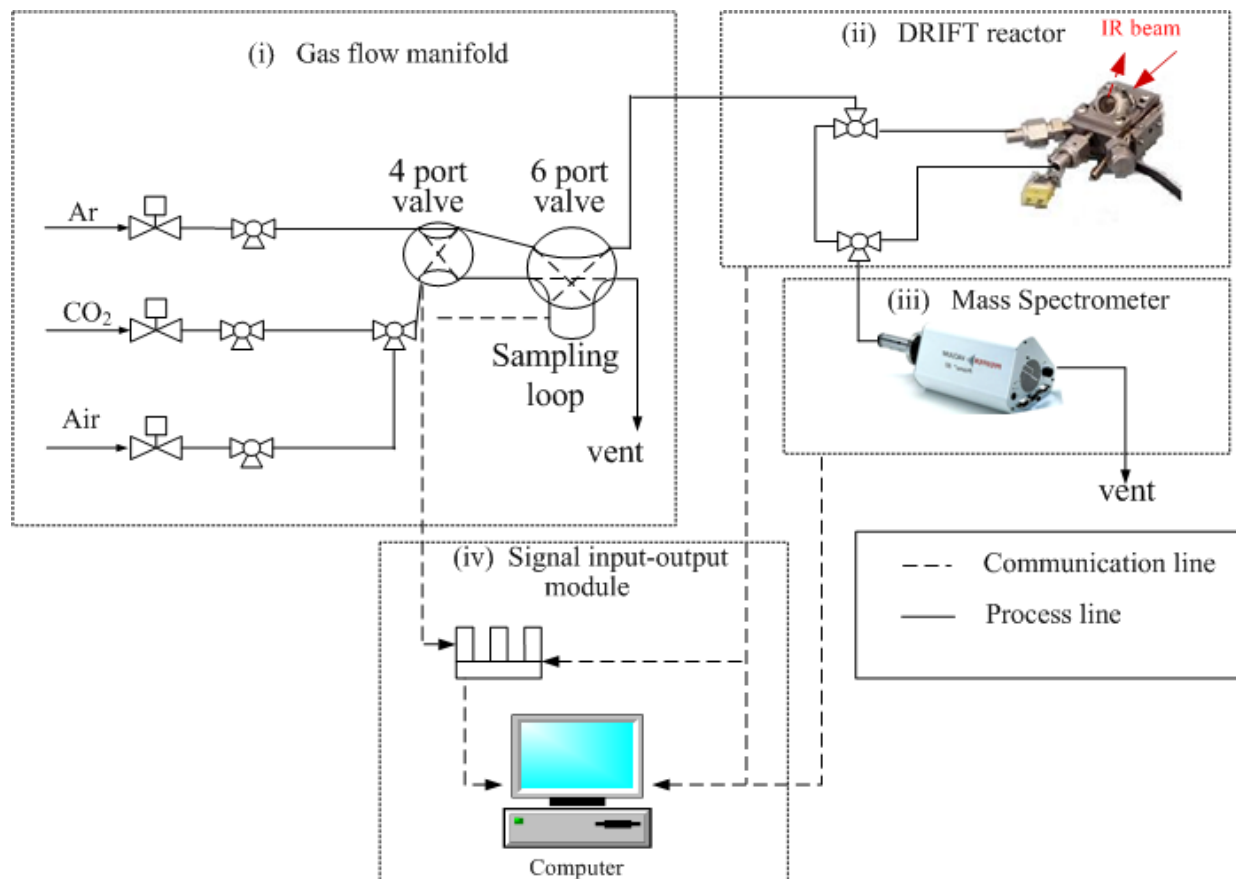 (i) Gas flow manifold
(ii) DRIFT reactor
IR beam
4 port
valve
6 port
valve
Ar
CO₂
Air
Sampling
loop
vent
(iii) Mass Spectrometer
vent
(iv) Signal input-output
module
Computer
Communication line
Process line